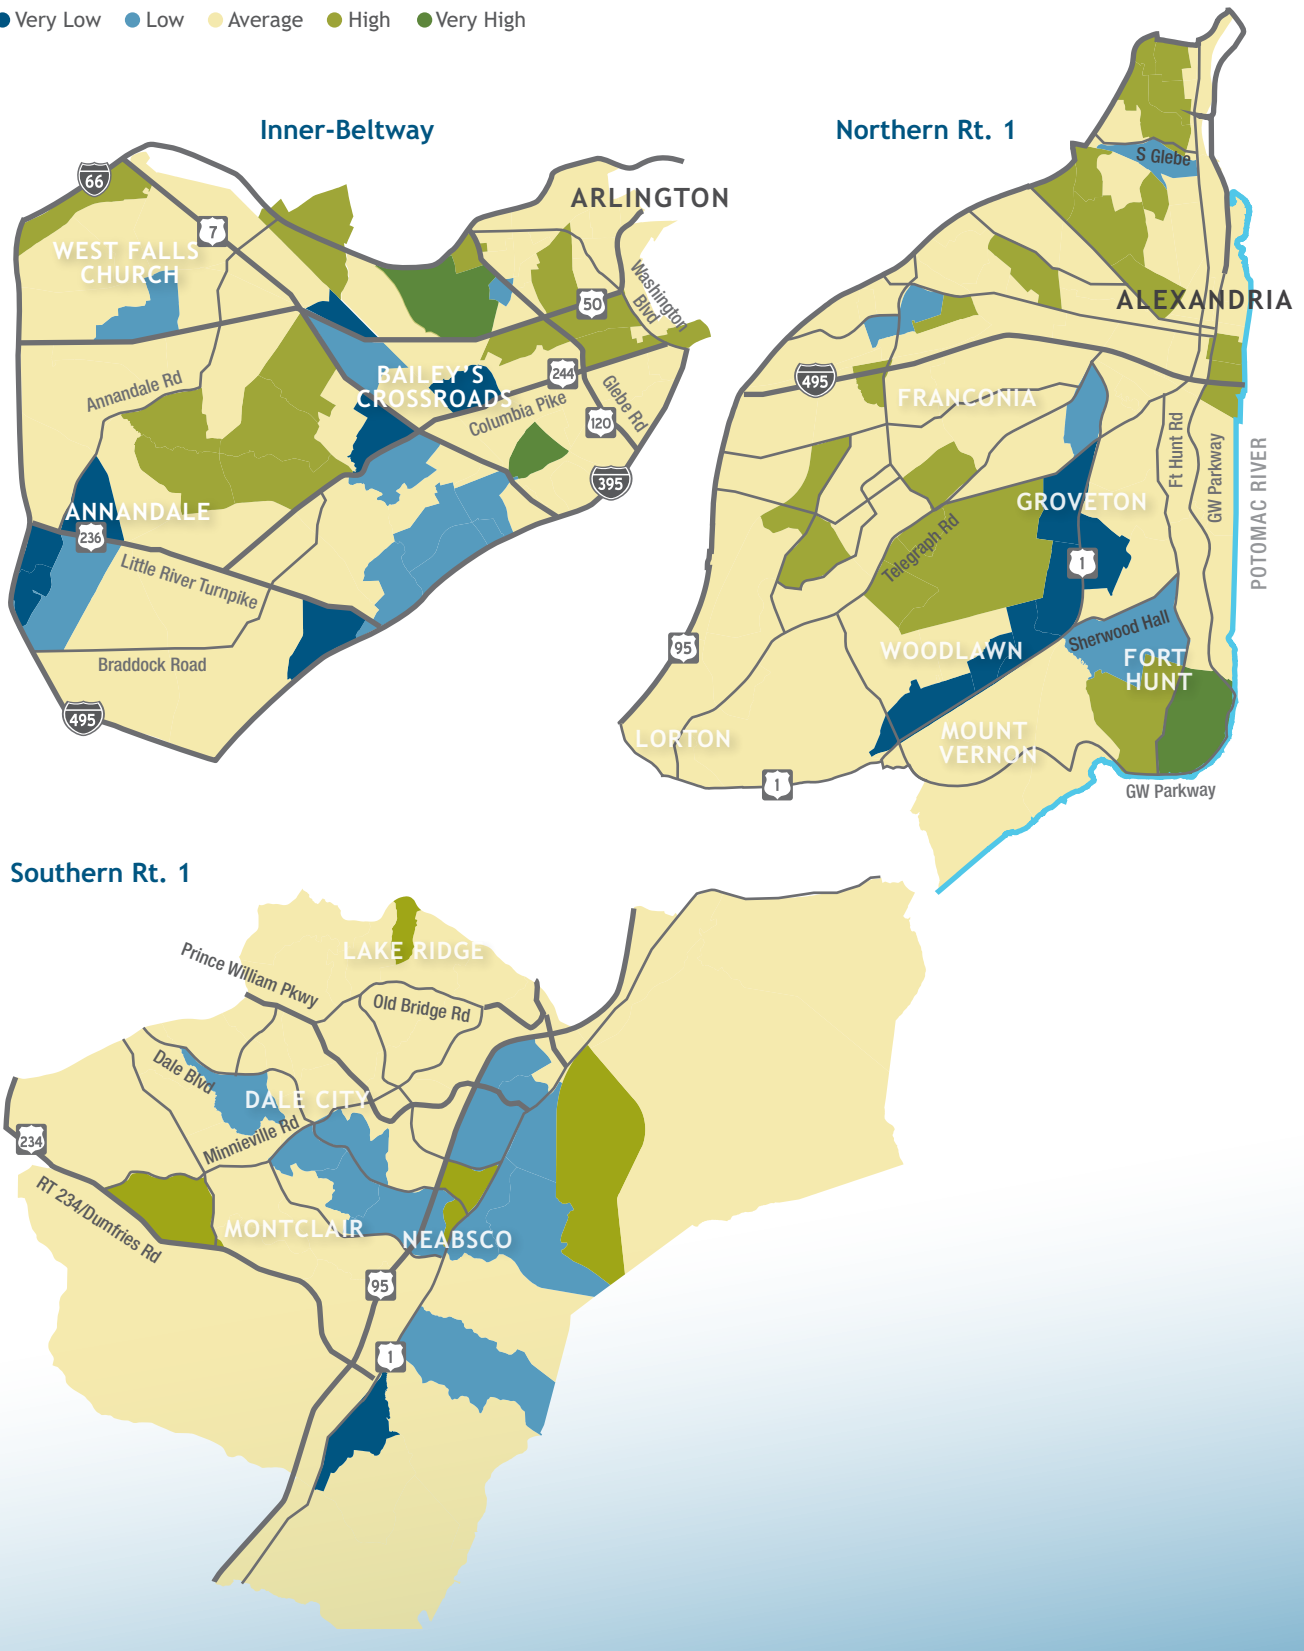 Very Low Low Average High Very High
Inner-Beltway
66
7
ARLINGTON
WEST FALLS
CHURCH
Washington
Blvd
50
BAILEY'S
CROSSROADS
244
Annandale Rd
Columbia Pike
Glebe Rd
120
395
ANNANDALE
236
Little River Turnpike
Braddock Road
495
Northern Rt. 1
S Glebe
ALEXANDRIA
495
FRANCONIA
Ft Hunt Rd
GW Parkway
POTOMAC RIVER
GROVETON
Telegraph Rd
1
Sherwood Hall
WOODLAWN
FORT
HUNT
95
LORTON
MOUNT
VERNON
1
GW Parkway
Southern Rt. 1
LAKE RIDGE
Prince William Pkwy
Old Bridge Rd
Dale Blvd
DALE CITY
Minnieville Rd
234
RT 234/Dumfries Rd
MONTCLAIR
NEABSCO
95
1